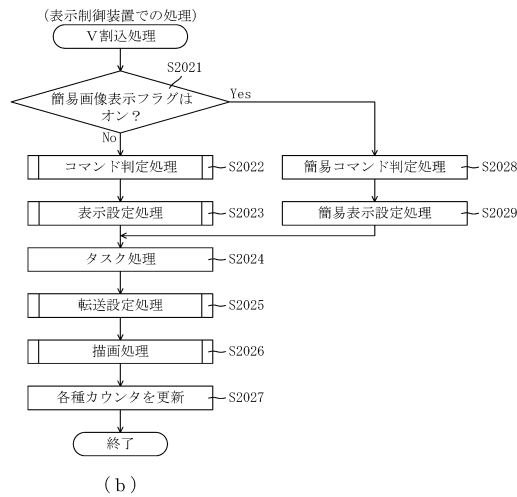 （表示制御装置での処理）
Ｖ割込処理
S2021
簡易画像表示フラグは
オン？
Yes
No
コマンド判定処理
S2022
簡易コマンド判定処理
S2028
表示設定処理
S2023
簡易表示設定処理
S2029
タスク処理
S2024
転送設定処理
S2025
描画処理
S2026
各種カウンタを更新
S2027
終了
（ｂ）